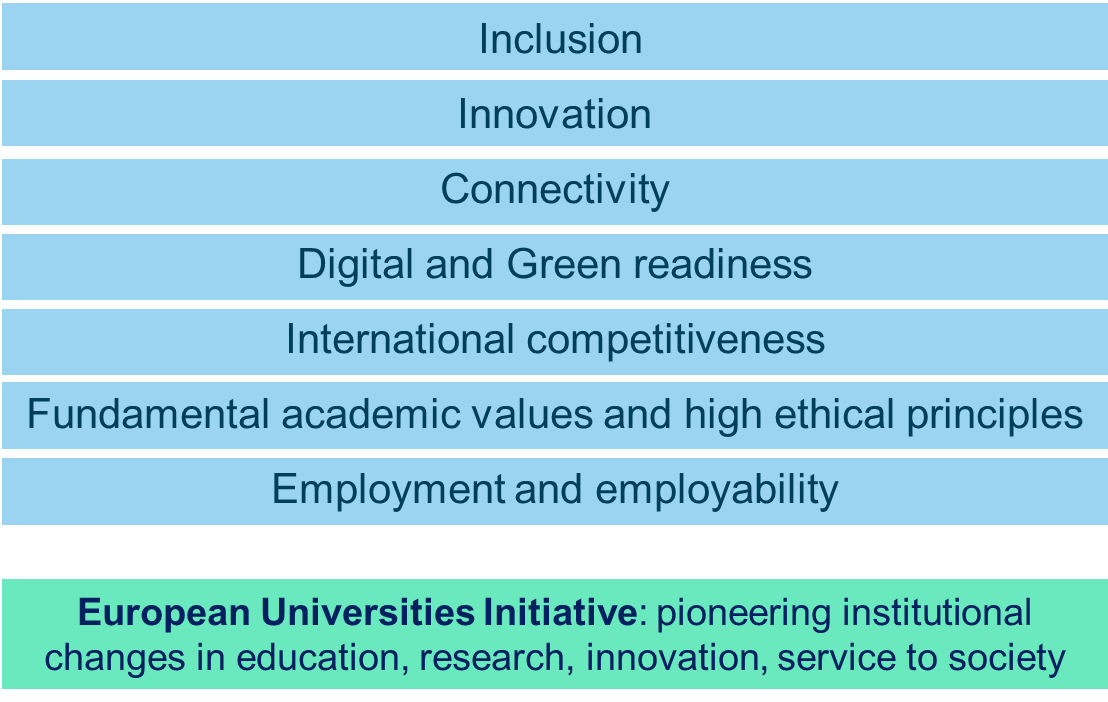 Inclusion
Innovation
Connectivity
Digital and Green readiness
International competitiveness
Fundamental academic values and high ethical principles
Employment and employability
European Universities Initiative: pioneering institutional
changes in education, research, innovation, service to society